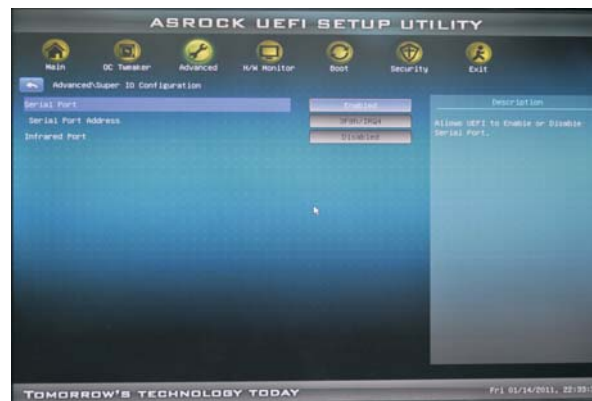 ASROCK UEFI SETUP UTILITY
Main
OC Tweaker
Advanced
H/W Monitor
Boot
Security
Exit
Advanced\Super IO Configuration
Serial Port
Enabled
Serial Port Address
3F8h/IRQ4
Infrared Port
Disabled
Description
Allows UEFI to Enable or Disable
Serial Port.
TOMORROW'S TECHNOLOGY TODAY
Fri 01/14/2011, 22:33: